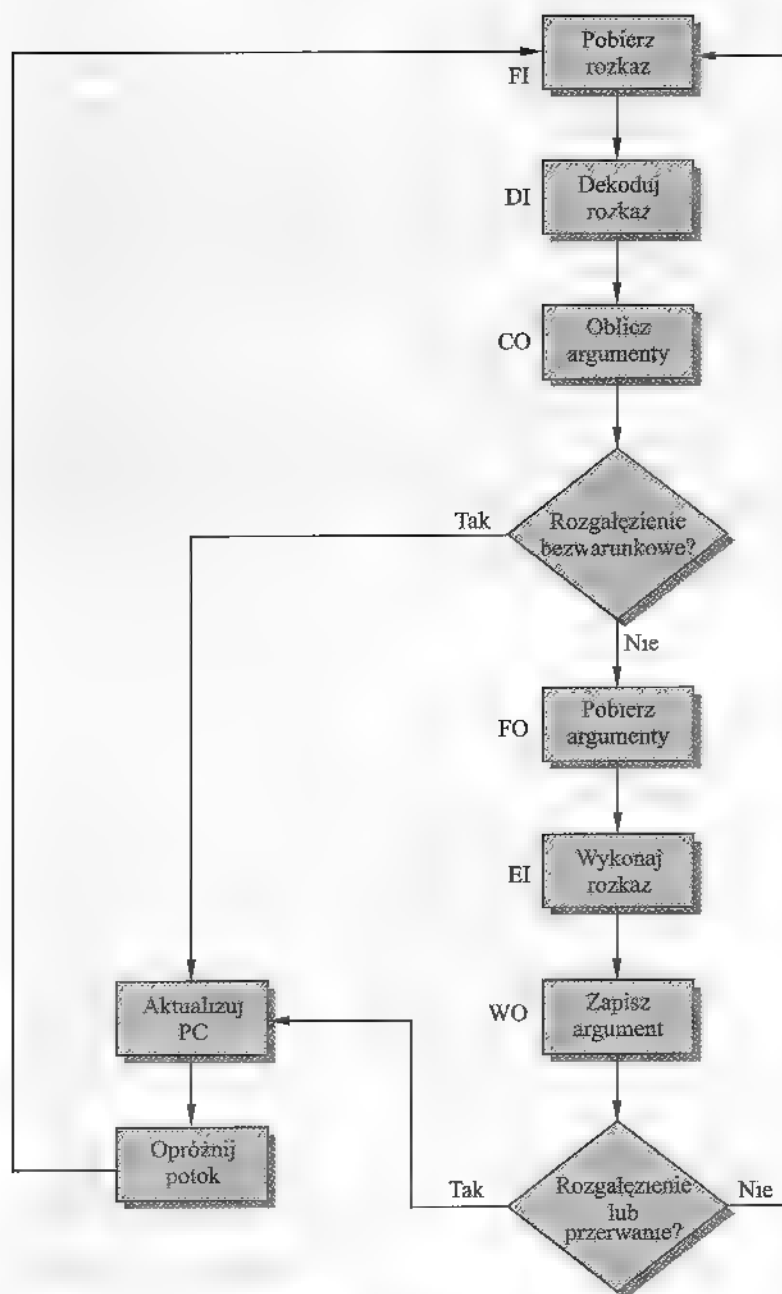 Pobierz
rozkaz
FI
Dekoduj
rozkaz
DI
Oblicz
argumenty
CO
Rozgałęzienie
bezwarunkowe?
Tak
Nie
Pobierz
argumenty
FO
Wykonaj
rozkaz
EI
Zapisz
argument
WO
Aktualizuj
PC
Opróżnij
potok
Tak
Rozgałęzienie
lub
przerwanie?
Nie